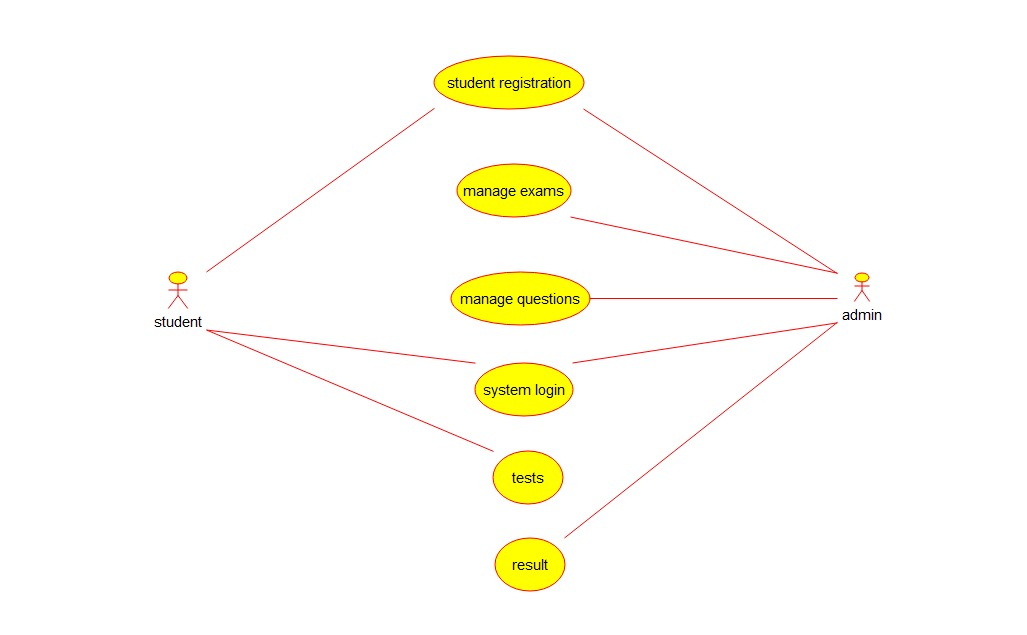 student registration
manage exams
manage questions
student
admin
system login
tests
result